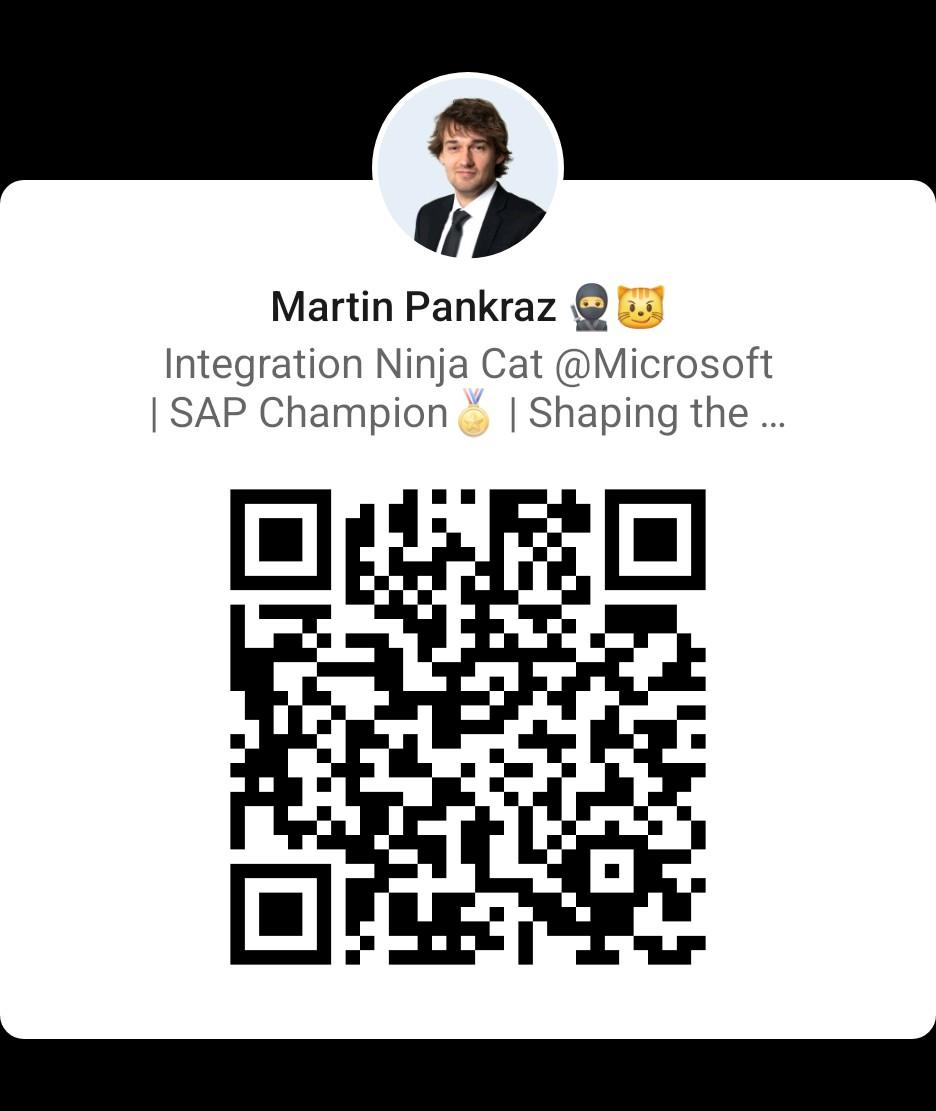 Martin Pankraz 🥷😼
Integration Ninja Cat @Microsoft
| SAP Champion🏅 | Shaping the ...